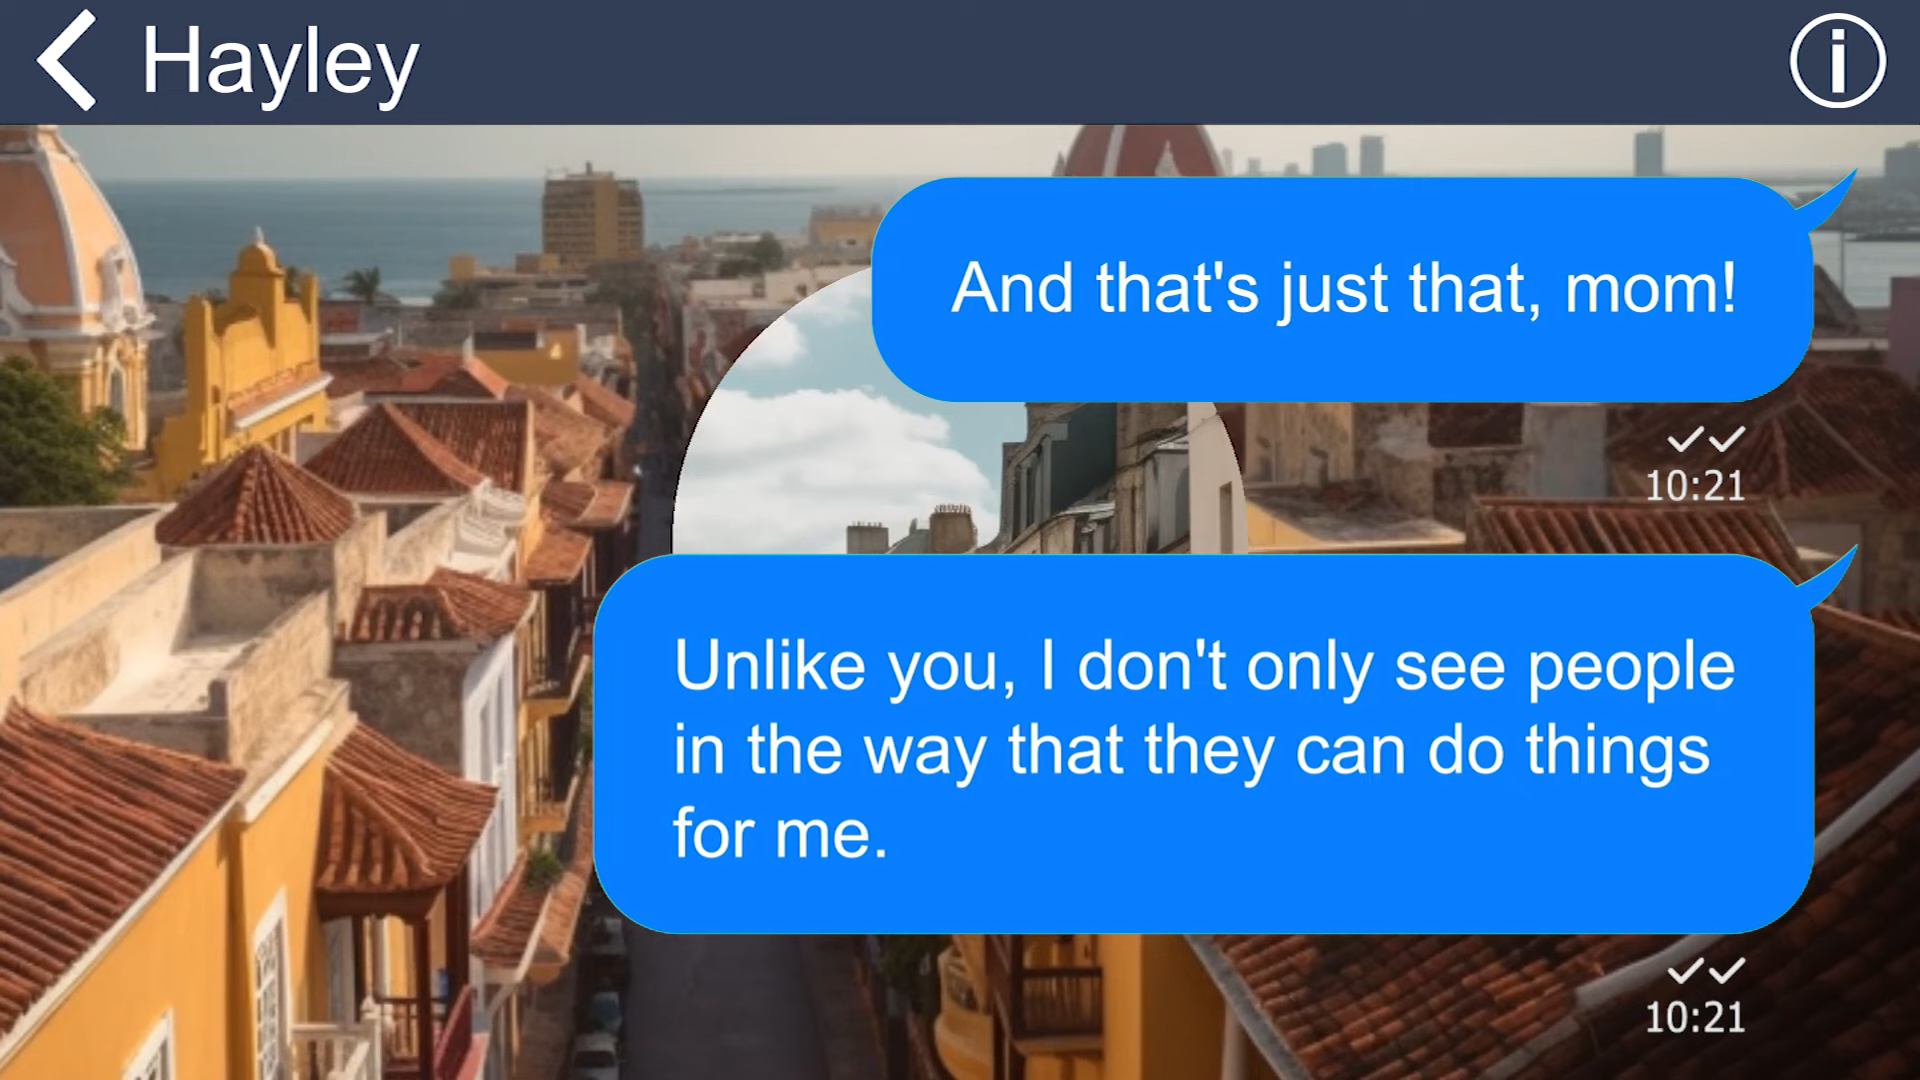 Hayley
And that's just that, mom!
10:21
Unlike you, I don't only see people
in the way that they can do things
for me.
10:21